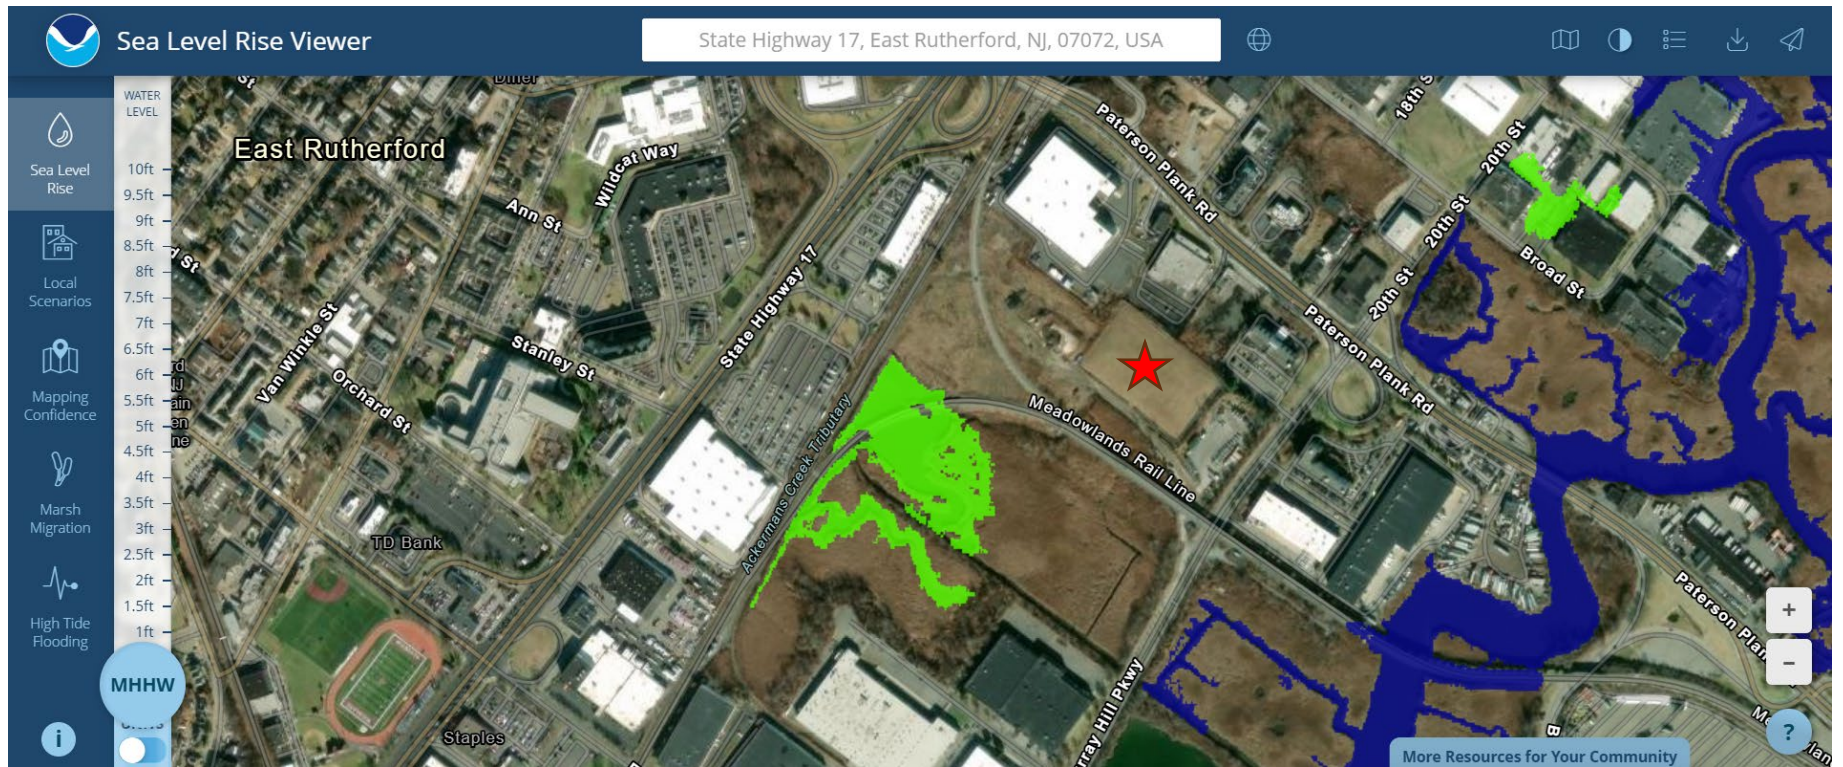 Sea Level Rise Viewer
State Highway 17, East Rutherford, NJ, 07072, USA
Sea Level
Rise
Local
Scenarios
Mapping
Confidence
Marsh
Migration
High Tide
Flooding
i
WATER
LEVEL
10ft
9.5ft
9ft
8.5ft
8ft
7.5ft
7ft
6.5ft
6ft
5.5ft
5ft
4.5ft
4ft
3.5ft
3ft
2.5ft
2ft
1.5ft
1ft
MHHW
Diner
East Rutherford
Wildcat Way
Ann St
State Highway 17
Stanley St
Van Winkle St
Orchard St
TD Bank
Staples
Ackermans Creek Tributary
Meadowlands Rail Line
Paterson Plank Rd
Paterson Plank Rd
18th S
20th St
20th St
20th St
Broad St
Paterson Plan
rray Hill Pkwy
B
+
−
?
More Resources for Your Community